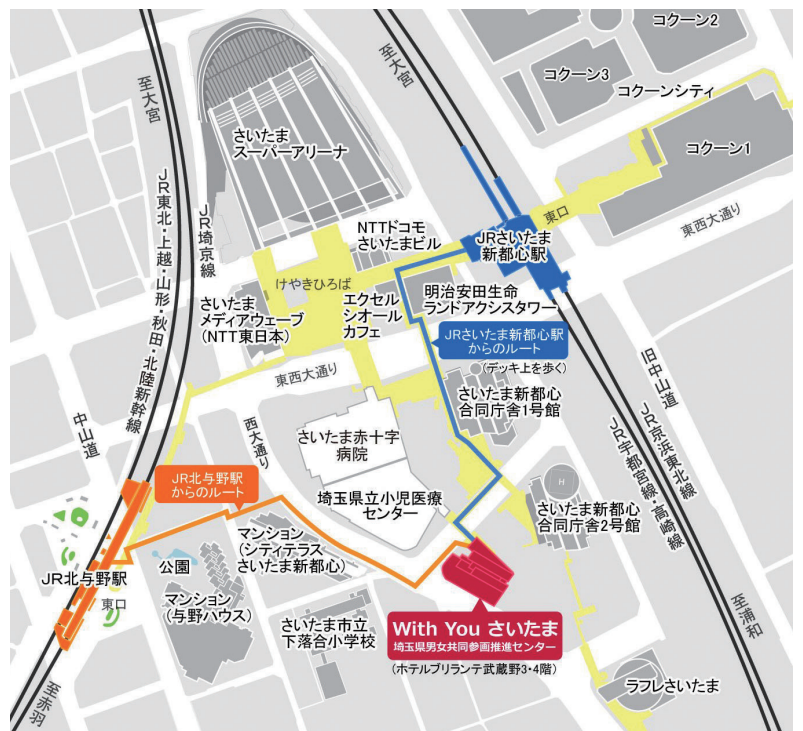 コクーン2
コクーン3
コクーンシティ
コクーン1
至大宮
至大宮
さいたま
スーパーアリーナ
東口
東西大通り
JR東北・上越・山形・秋田・北陸新幹線
JR埼京線
NTTドコモ
さいたまビル
JRさいたま
新都心駅
けやきひろば
さいたま
メディアウェーブ
(NTT東日本)
エクセル
シオール
カフェ
明治安田生命
ランドアクシスタワー
JRさいたま新都心駅
からのルート
(デッキ上を歩く)
旧中山道
東西大通り
さいたま新都心
合同庁舎1号館
中山道
西大通り
さいたま赤十字
病院
JR京浜東北線
JR宇都宮線・高崎線
JR北与野駅
からのルート
埼玉県立小児医療
センター
H
さいたま新都心
合同庁舎2号館
マンション
(シティテラス
さいたま新都心)
JR北与野駅
公園
東口
マンション
(与野ハウス)
さいたま市立
下落合小学校
With You さいたま
埼玉県男女共同参画推進センター
(ホテルブリランテ武蔵野3・4階)
至浦和
至赤羽
ラフレさいたま